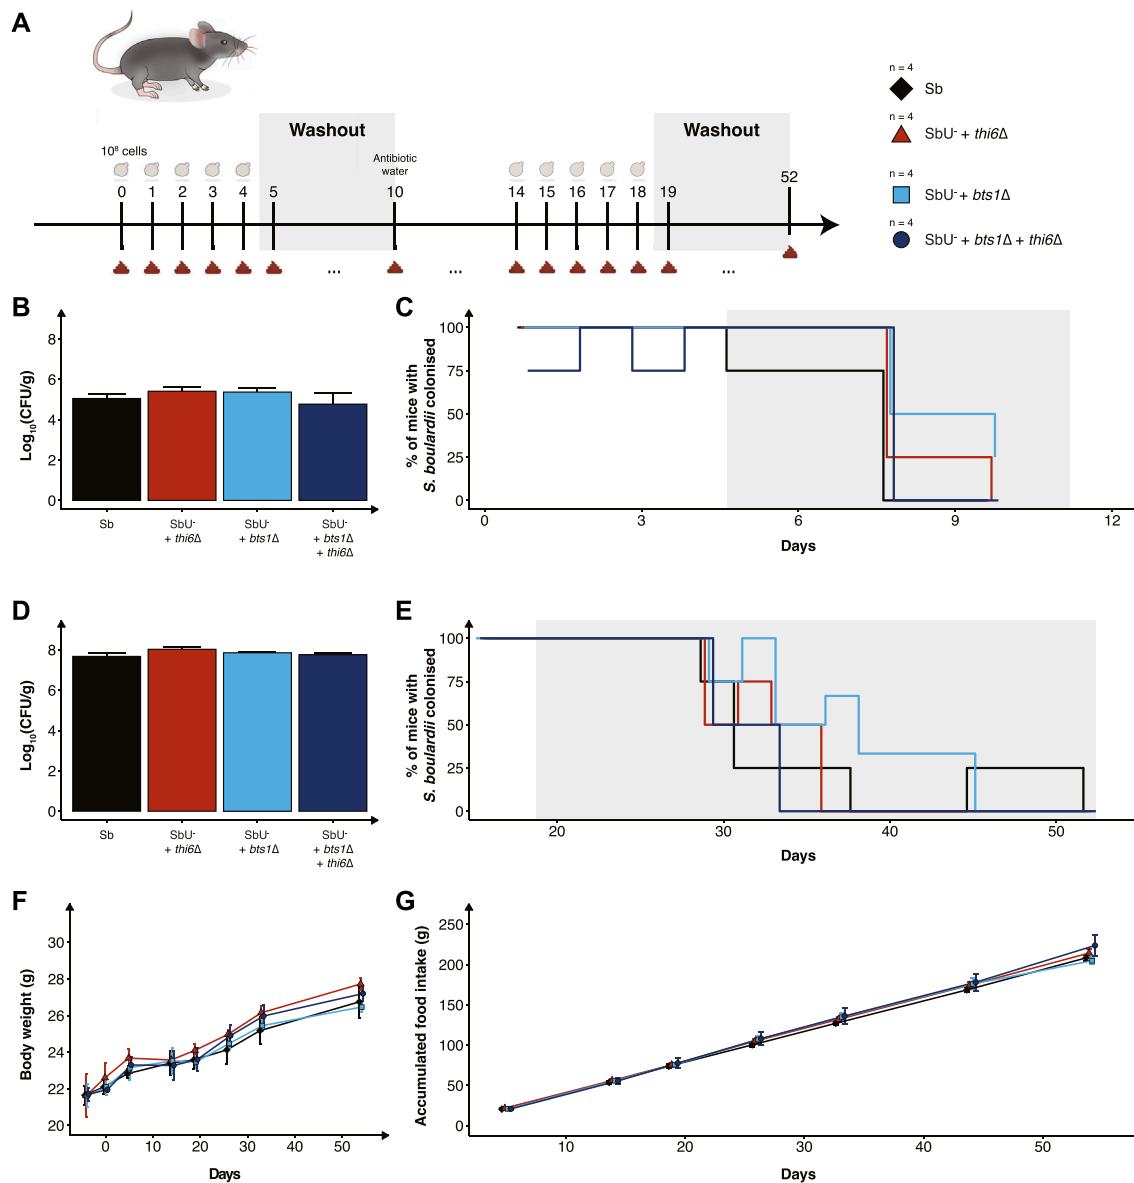 A
Washout
Washout
10⁸ cells
Antibiotic
water
0 1 2 3 4 5 10 14 15 16 17 18 19 52
... ... ...
n = 4
Sb
n = 4
SbU⁻ + thi6Δ
n = 4
SbU⁻ + bts1Δ
n = 4
SbU⁻ + bts1Δ + thi6Δ
B
Log₁₀(CFU/g)
8
6
4
2
0
Sb
SbU⁻
+ thi6Δ
SbU⁻
+ bts1Δ
SbU⁻
+ bts1Δ
+ thi6Δ
C
% of mice with
S. boulardii colonised
100
75
50
25
0
0 3 6 9 12
Days
D
Log₁₀(CFU/g)
8
6
4
2
0
Sb
SbU⁻
+ thi6Δ
SbU⁻
+ bts1Δ
SbU⁻
+ bts1Δ
+ thi6Δ
E
% of mice with
S. boulardii colonised
100
75
50
25
0
20 30 40 50
Days
F
Body weight (g)
30
28
26
24
22
20
0 10 20 30 40 50
Days
G
Accumulated food intake (g)
250
200
150
100
50
0
10 20 30 40 50
Days